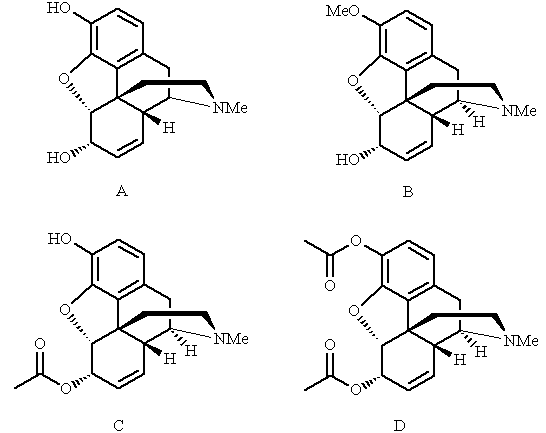 HO MeO
O O
NMe NMe
H H H
HO HO
A B
HO O
O
O O
NMe NMe
O H H O H H
O O
C D